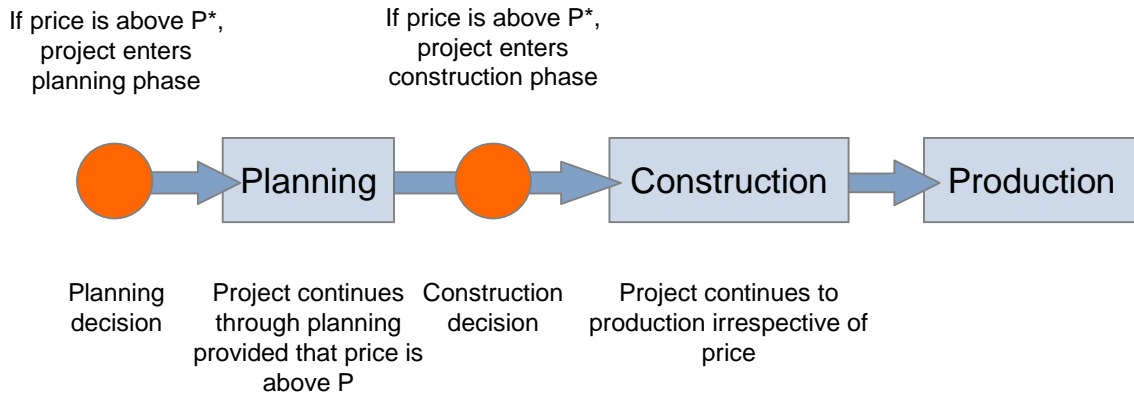 If price is above P*,
project enters
planning phase
If price is above P*,
project enters
construction phase
Planning
Construction
Production
Planning
decision
Project continues
through planning
provided that price is
above P
Construction
decision
Project continues to
production irrespective of
price